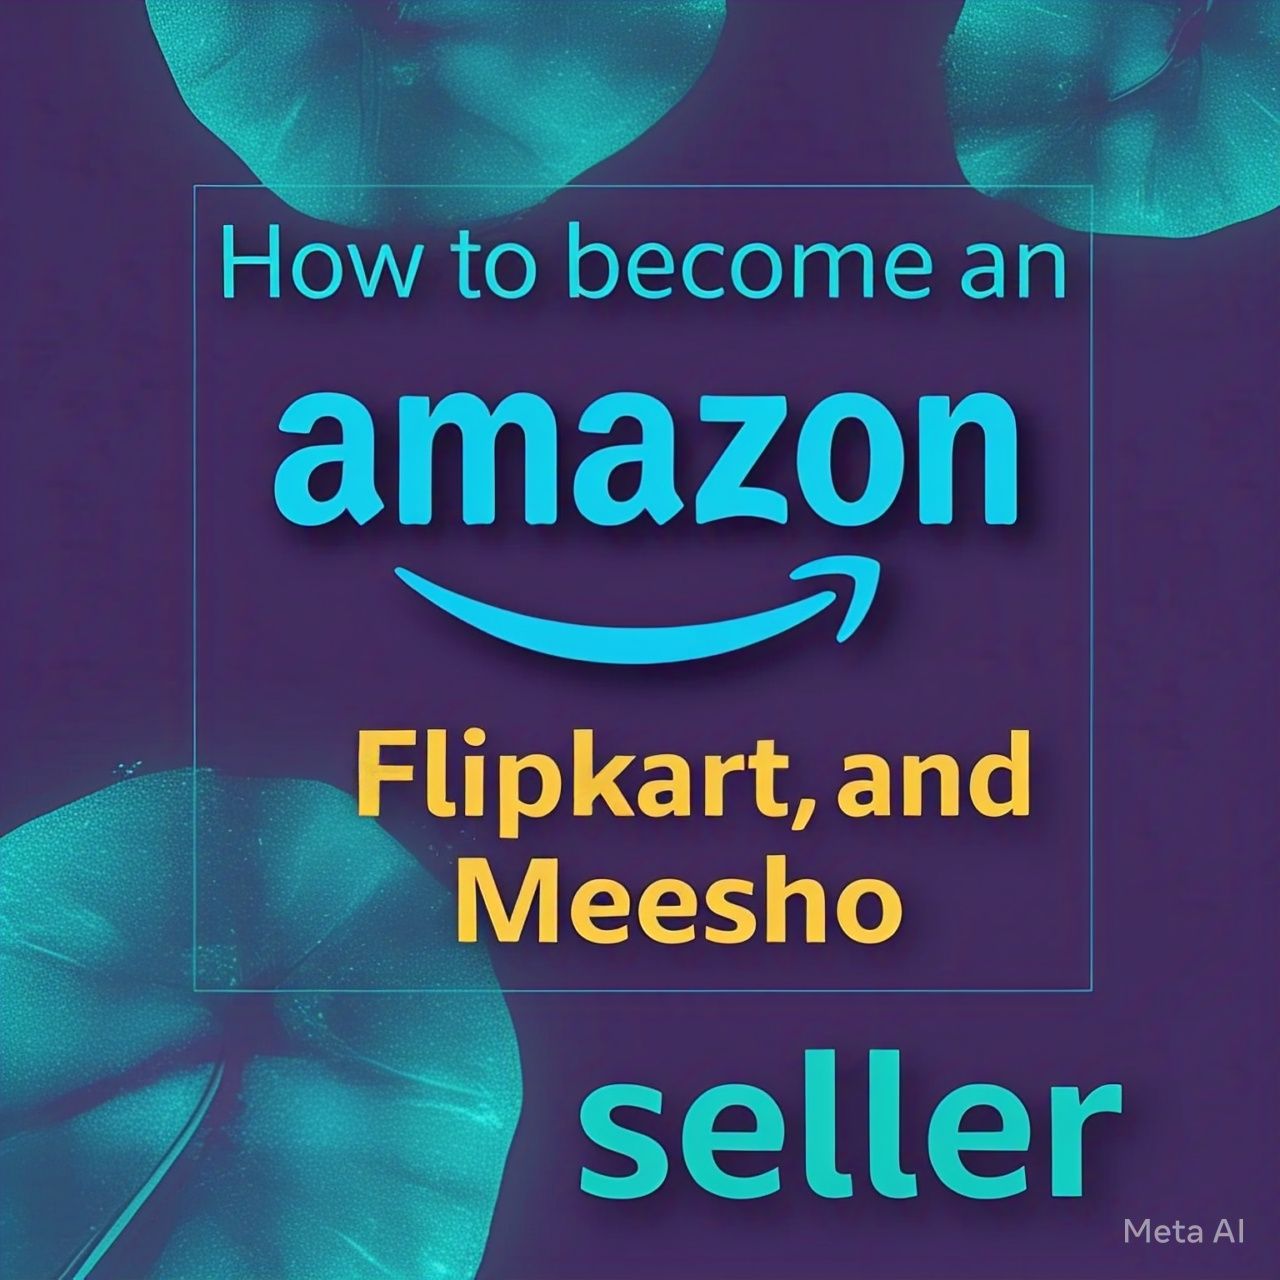 How to become an
amazon
Flipkart, and
Meesho
seller
Meta AI